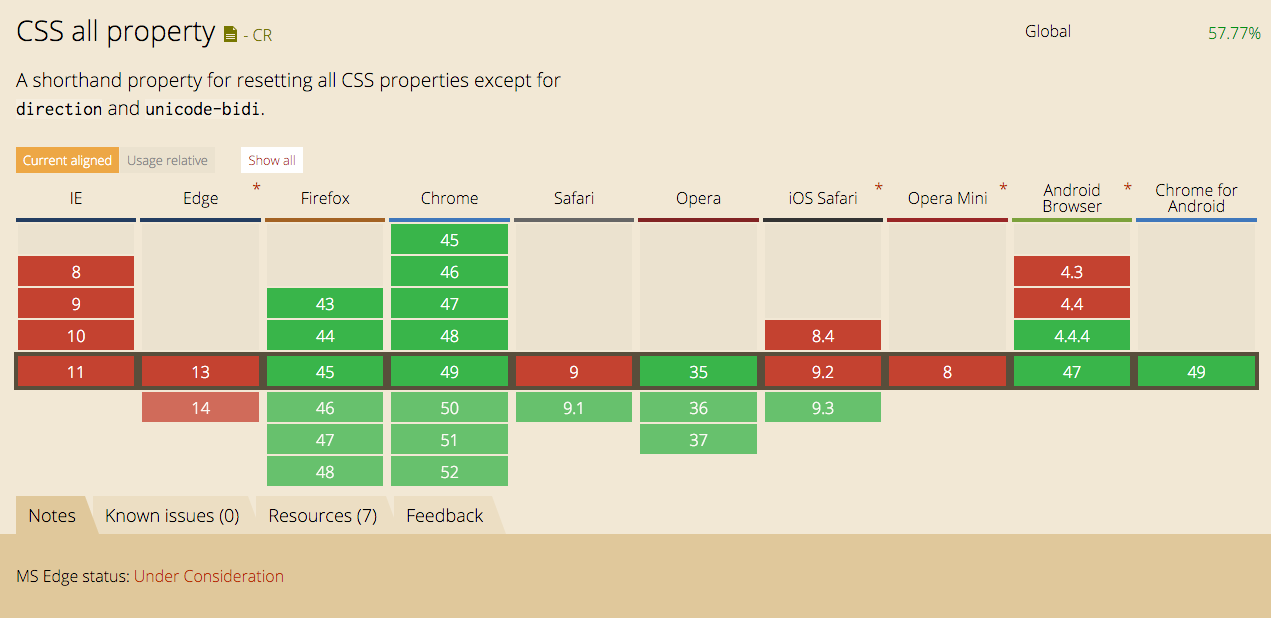 CSS all property - CR
Global 57.77%
A shorthand property for resetting all CSS properties except for
direction and unicode-bidi.
Current aligned Usage relative Show all
IE Edge * Firefox Chrome Safari Opera iOS Safari * Opera Mini * Android Browser * Chrome for Android
45
8 46 4.3
9 43 47 4.4
10 44 48 8.4 4.4.4
11 13 45 49 9 35 9.2 8 47 49
14 46 50 9.1 36 9.3
47 51 37
48 52
Notes Known issues (0) Resources (7) Feedback
MS Edge status: Under Consideration